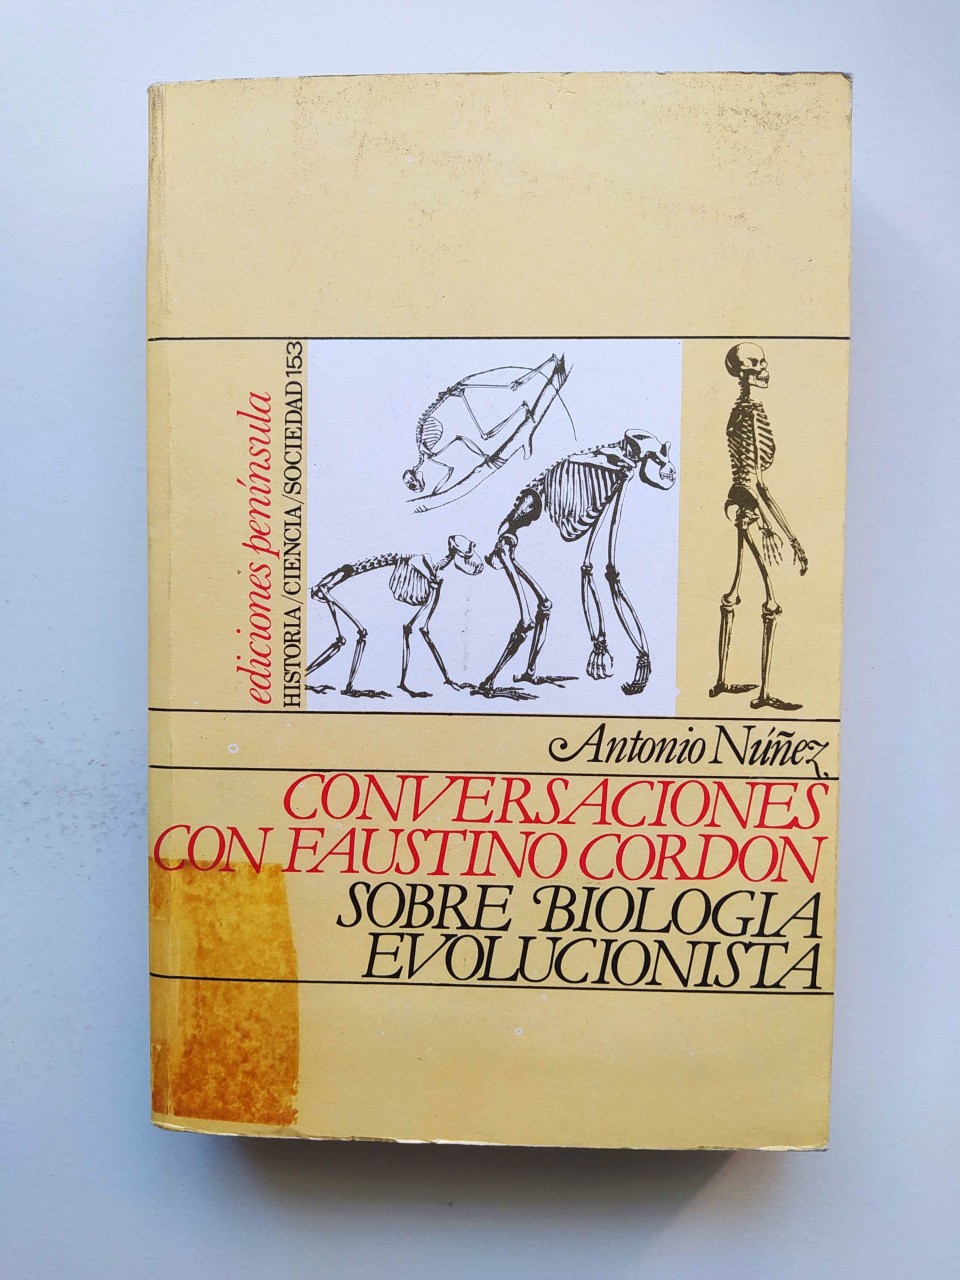 ediciones península
HISTORIA/CIENCIA/SOCIEDAD 153
Antonio Núñez
CONVERSACIONES
CON FAUSTINO CORDON
SOBRE BIOLOGIA
EVOLUCIONISTA